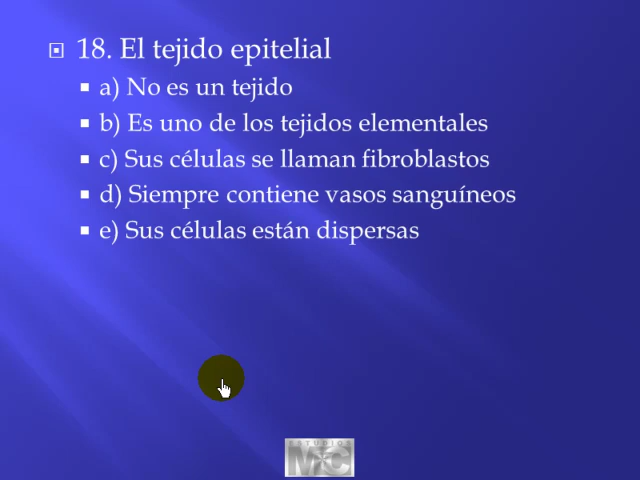 18. El tejido epitelial
a) No es un tejido
b) Es uno de los tejidos elementales
c) Sus células se llaman fibroblastos
d) Siempre contiene vasos sanguíneos
e) Sus células están dispersas
ESTUDIOS
MC